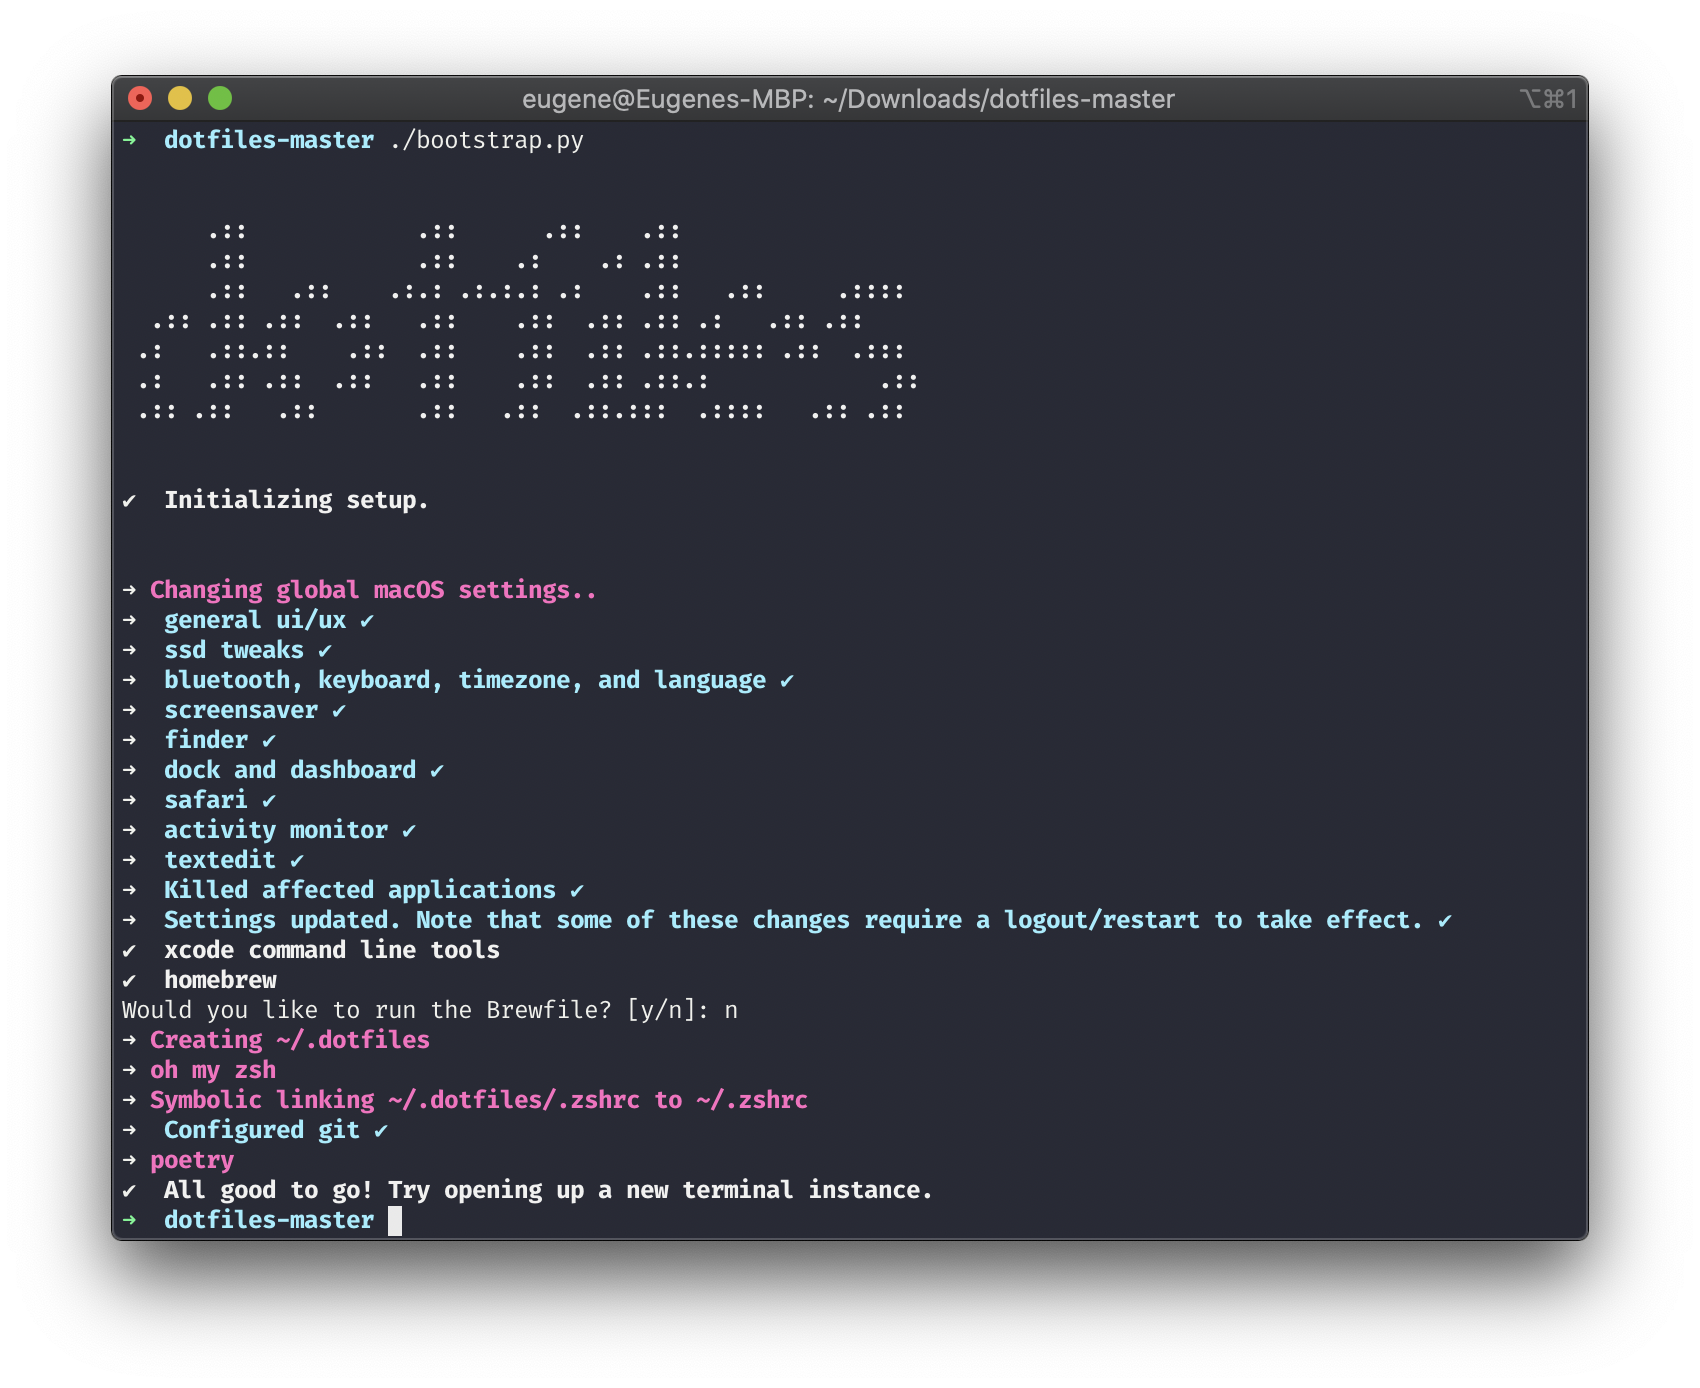 eugene@Eugenes-MBP: ~/Downloads/dotfiles-master ⌥⌘1
➜  dotfiles-master ./bootstrap.py
dotfiles
✔  Initializing setup.
➜ Changing global macOS settings..
➜  general ui/ux ✔
➜  ssd tweaks ✔
➜  bluetooth, keyboard, timezone, and language ✔
➜  screensaver ✔
➜  finder ✔
➜  dock and dashboard ✔
➜  safari ✔
➜  activity monitor ✔
➜  textedit ✔
➜  Killed affected applications ✔
➜  Settings updated. Note that some of these changes require a logout/restart to take effect. ✔
✔  xcode command line tools
✔  homebrew
Would you like to run the Brewfile? [y/n]: n
➜ Creating ~/.dotfiles
➜ oh my zsh
➜ Symbolic linking ~/.dotfiles/.zshrc to ~/.zshrc
➜  Configured git ✔
➜ poetry
✔  All good to go! Try opening up a new terminal instance.
➜  dotfiles-master